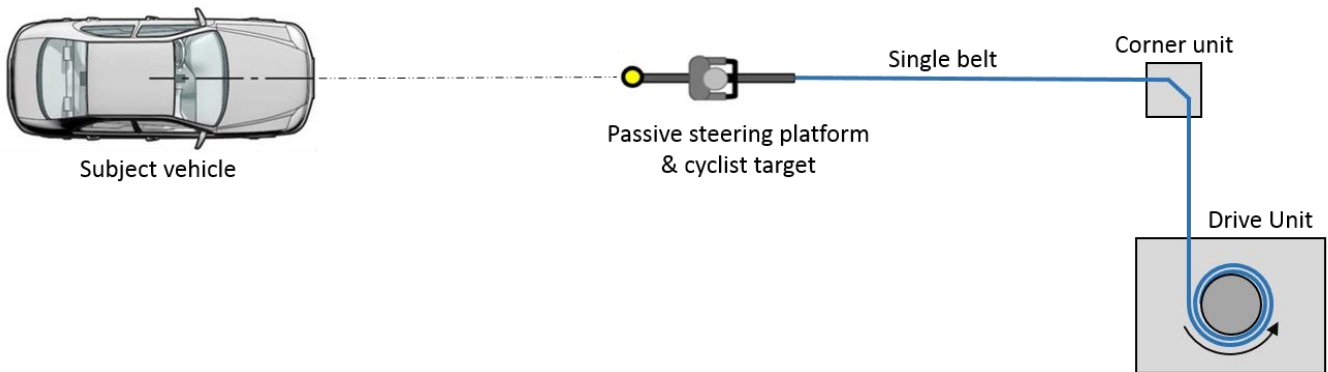 Corner unit
Single belt
Passive steering platform
& cyclist target
Subject vehicle
Drive Unit